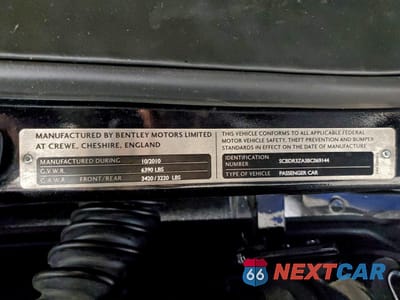 MANUFACTURED BY BENTLEY MOTORS LIMITED
AT CREWE, CHESHIRE, ENGLAND
MANUFACTURED DURING 10/2010
G.V.W.R. 6390 LBS
G.A.W.R. FRONT/REAR 3420/3220 LBS
THIS VEHICLE CONFORMS TO ALL APPLICABLE FEDERAL
MOTOR VEHICLE SAFETY, THEFT PREVENTION AND BUMPER
STANDARDS IN EFFECT ON THE DATE OF MANUFACTURE
IDENTIFICATION
NUMBER
TYPE OF VEHICLE PASSENGER CAR
66 NEXTCAR